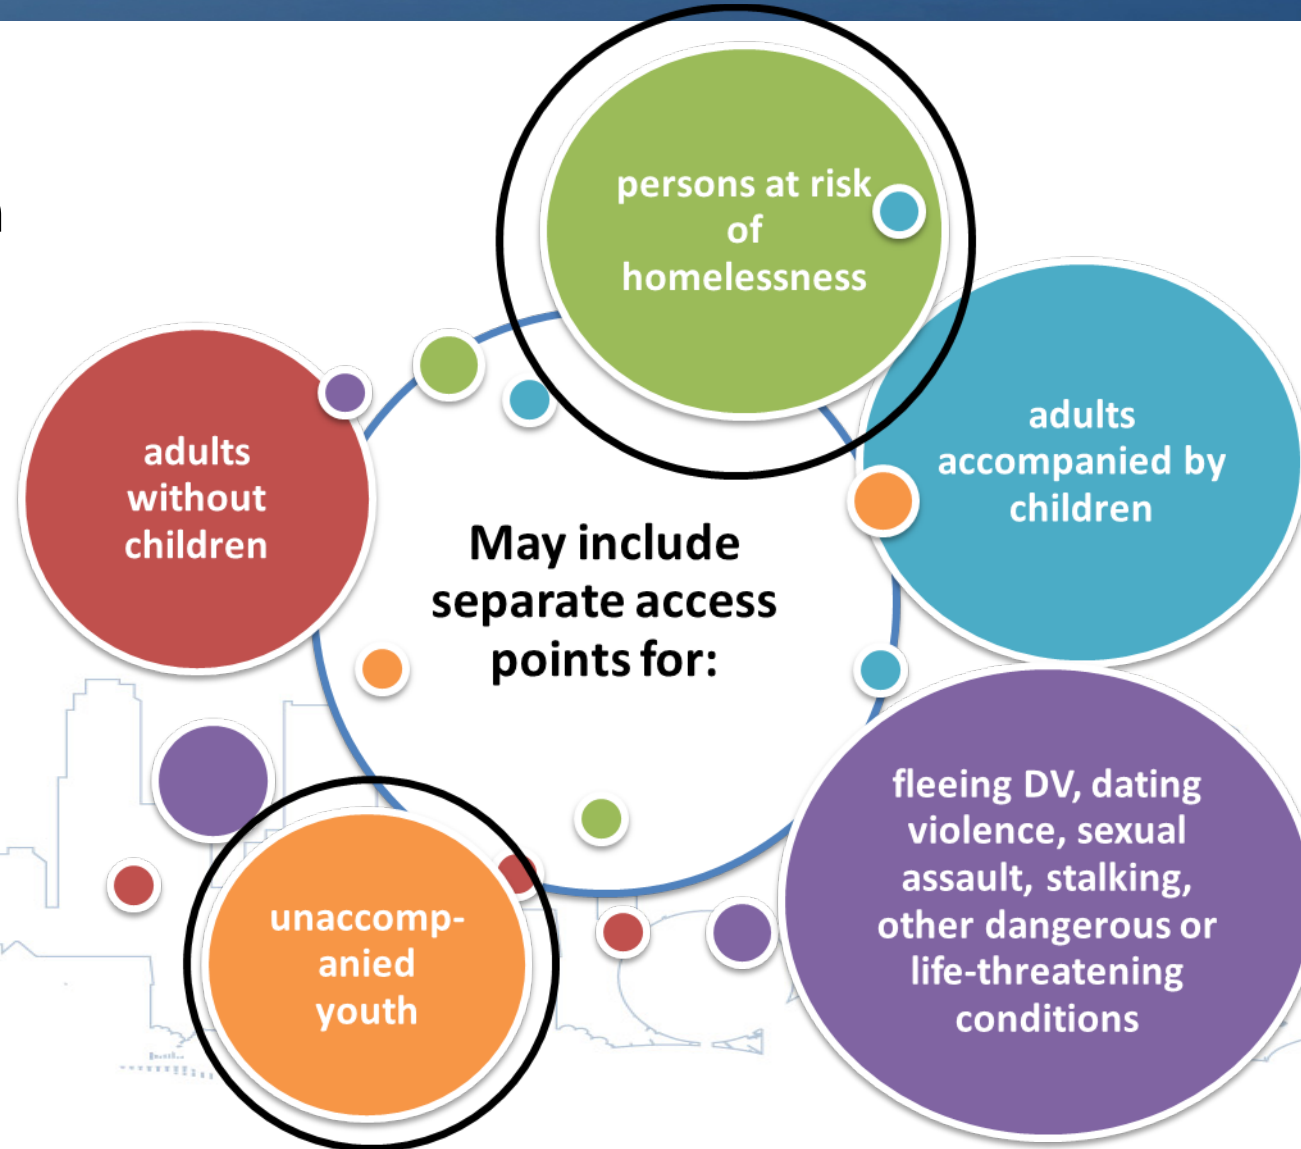 persons at risk
of
homelessness
adults
accompanied by
children
adults
without
children
May include
separate access
points for:
fleeing DV, dating
violence, sexual
assault, stalking,
other dangerous or
life-threatening
conditions
unaccomp-
anied
youth